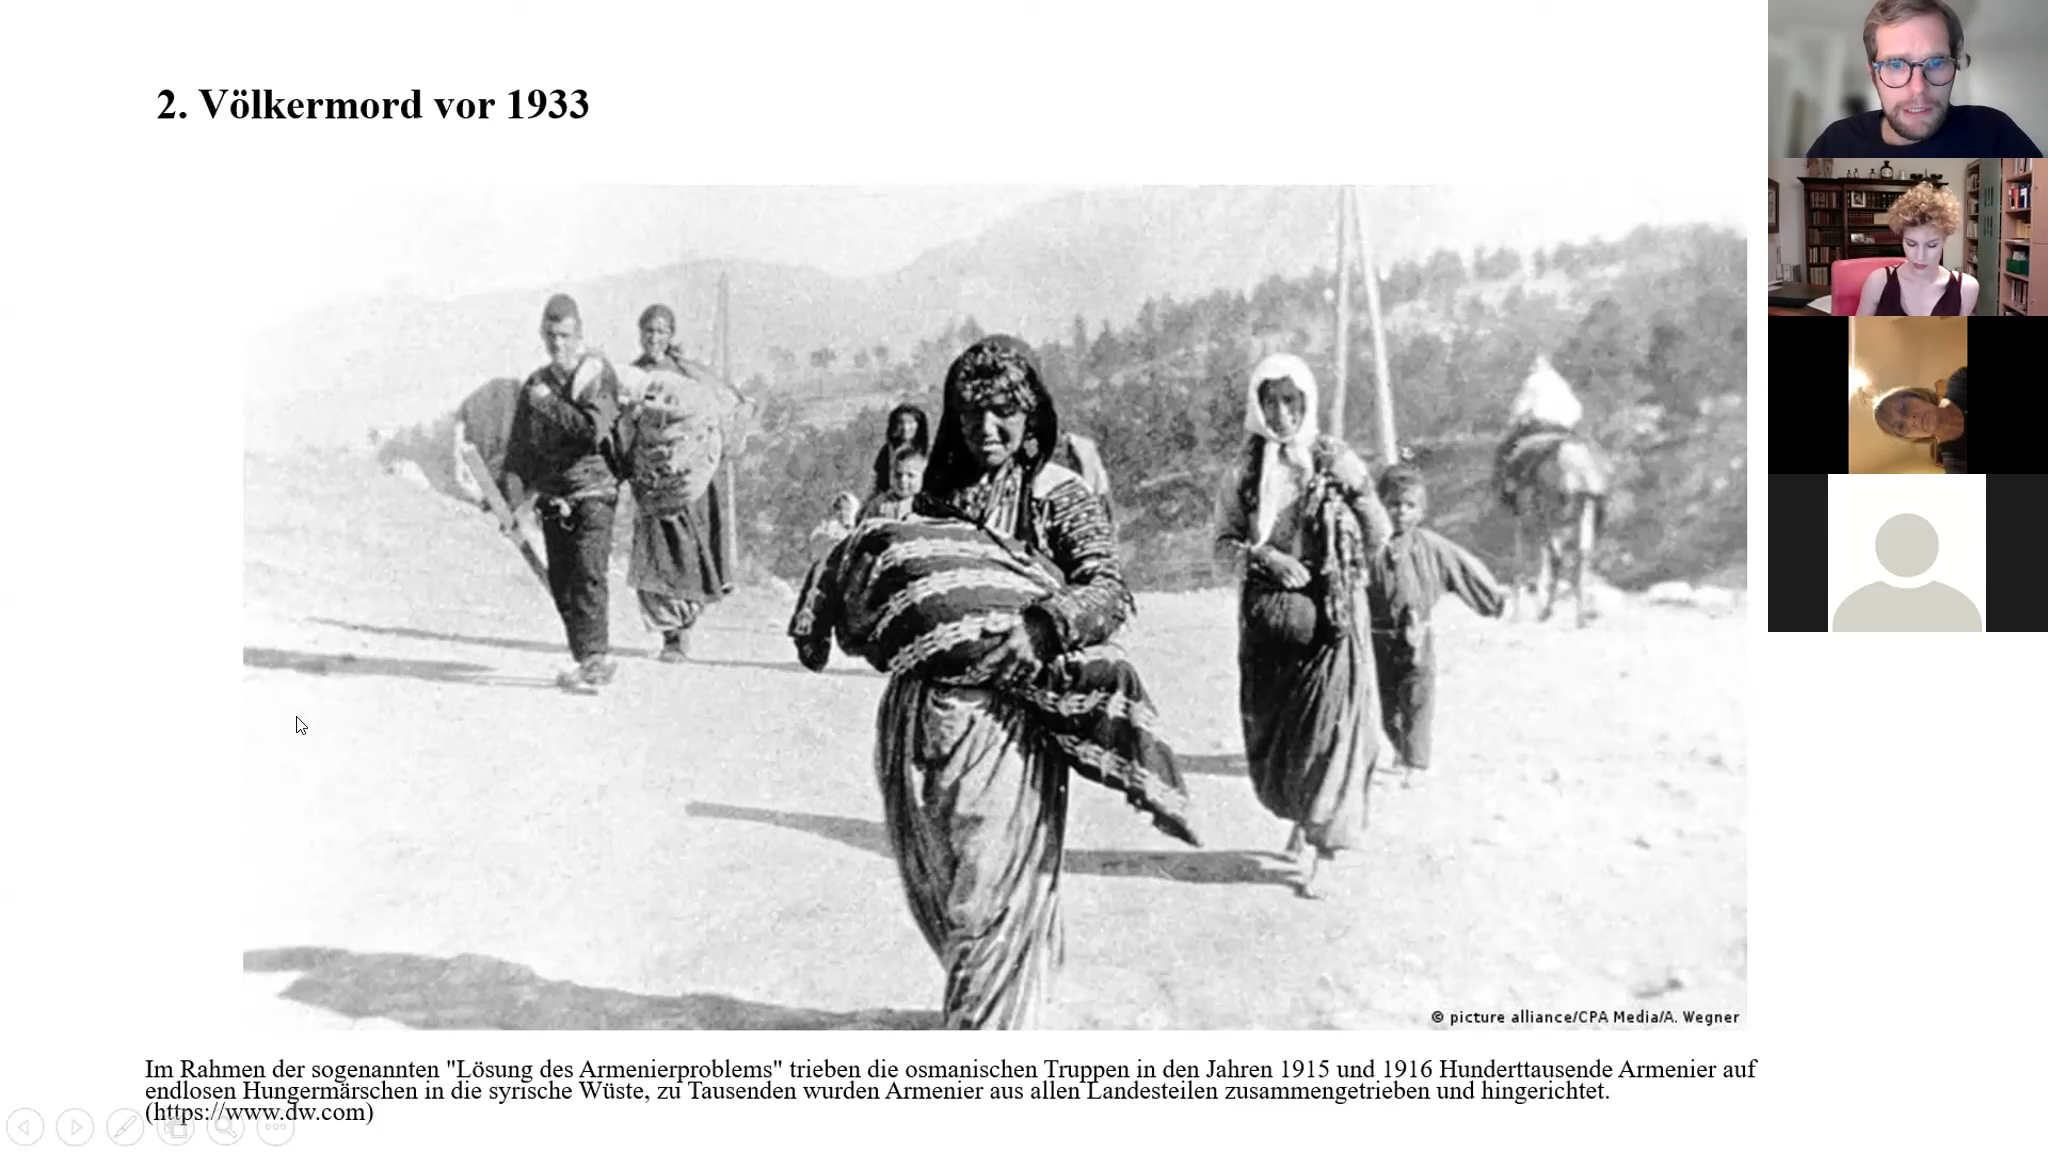 2. Völkermord vor 1933
© picture alliance/CPA Media/A. Wegner
Im Rahmen der sogenannten "Lösung des Armenierproblems" trieben die osmanischen Truppen in den Jahren 1915 und 1916 Hunderttausende Armenier auf
endlosen Hungermärschen in die syrische Wüste, zu Tausenden wurden Armenier aus allen Landesteilen zusammengetrieben und hingerichtet.
(https://www.dw.com)